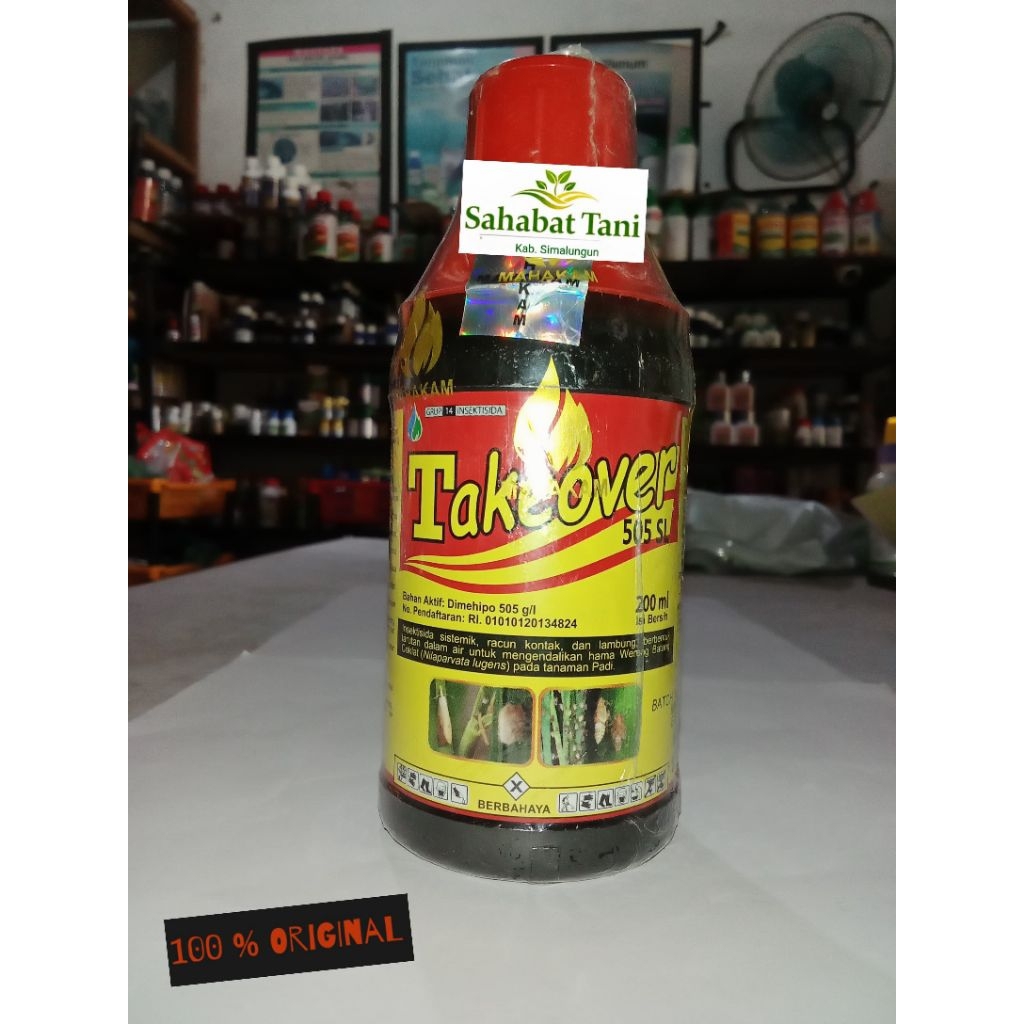 Sahabat Tani
Kab. Simalungun
MAHAKAM
GRUP 14 INSEKTISIDA
Takeover
505 SL
Bahan Aktif: Dimehipo 505 g/l
No. Pendaftaran: RI. 01010120134824
200 ml
Isi Bersih
Insektisida sistemik, racun kontak, dan lambung, berbentuk
larutan dalam air untuk mengendalikan hama Wereng Batang
Coklat (Nilaparvata lugens) pada tanaman Padi.
X
BERBAHAYA
100 % ORIGINAL